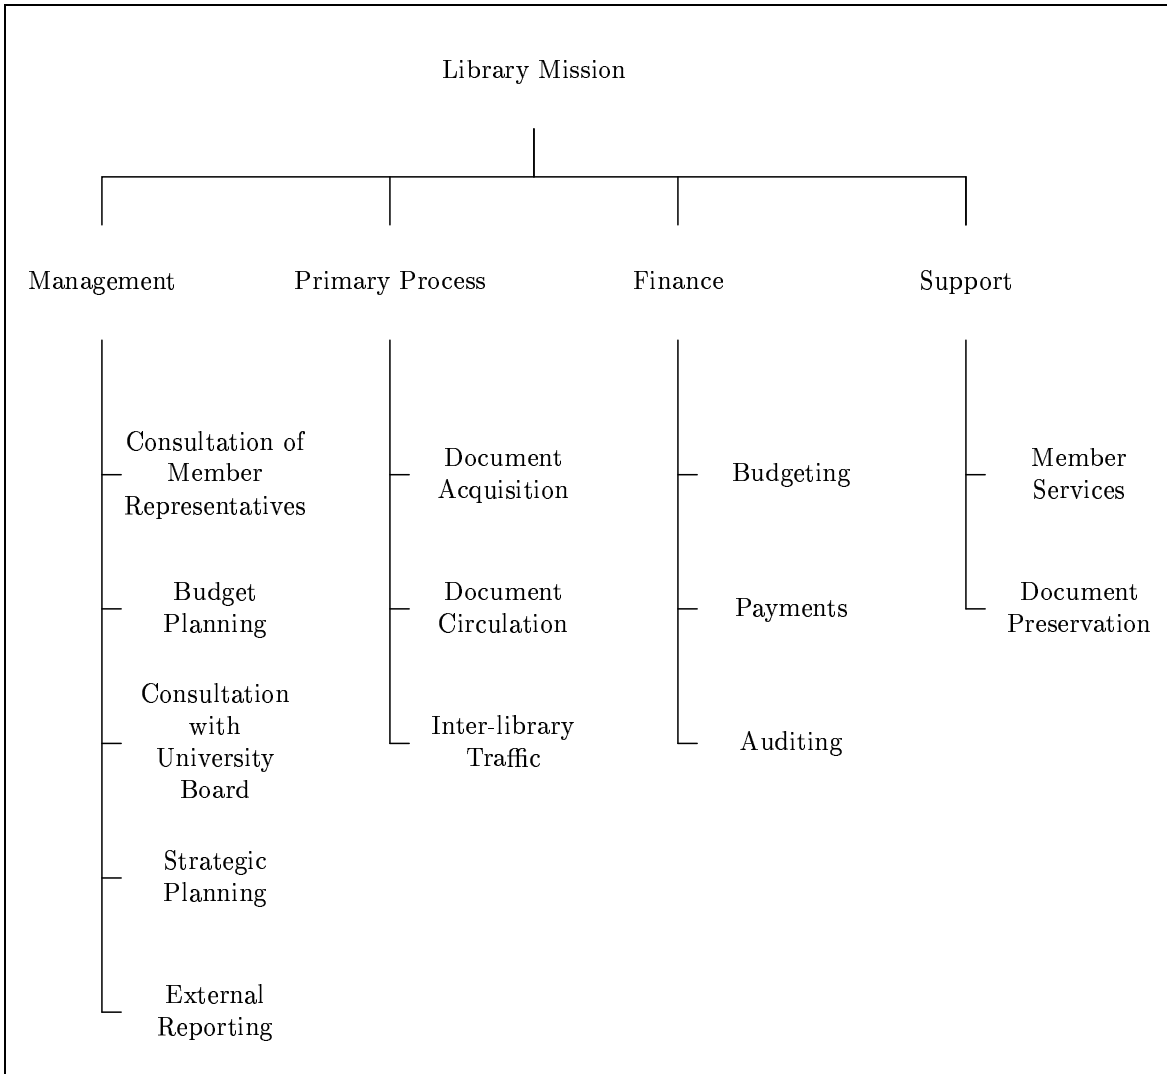 Library Mission
Management
Primary Process
Finance
Support
Consultation of
Member
Representatives
Budget
Planning
Consultation
with
University
Board
Strategic
Planning
External
Reporting
Document
Acquisition
Document
Circulation
Inter-library
Traffic
Budgeting
Payments
Auditing
Member
Services
Document
Preservation